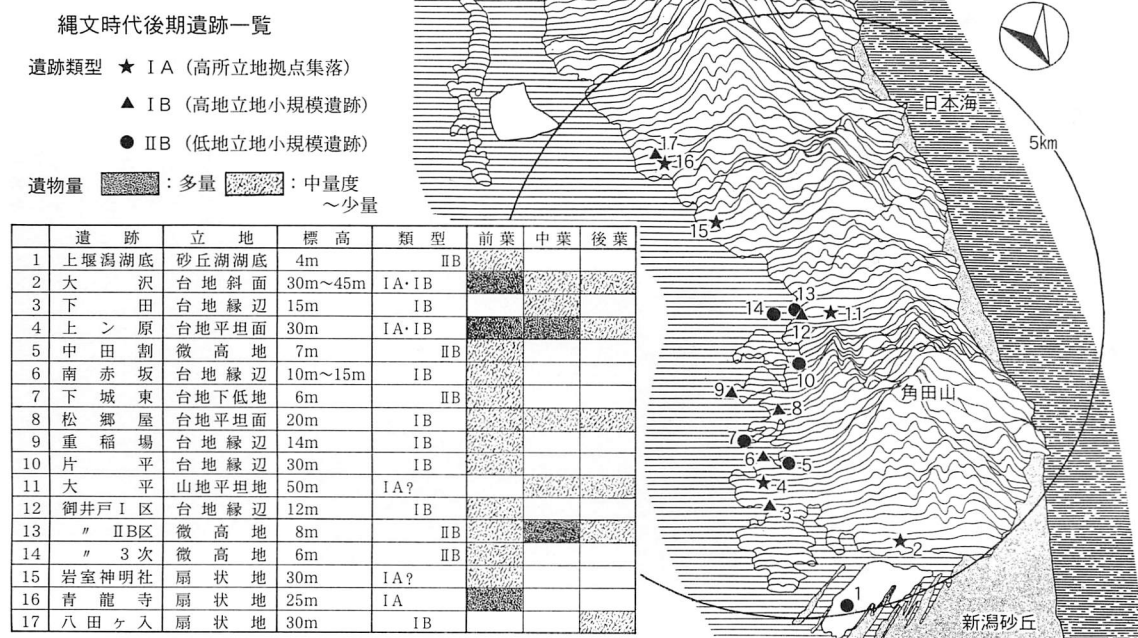 縄文時代後期遺跡一覧
遺跡類型 ★ ⅠA (高所立地拠点集落)
▲ ⅠB (高地立地小規模遺跡)
● ⅡB (低地立地小規模遺跡)
遺物量 : 多量 : 中量度
～少量
遺跡 立地 標高 類型 前葉 中葉 後葉
1 上堰潟湖底 砂丘湖湖底 4m ⅡB
2 大沢 台地斜面 30m～45m ⅠA･ⅠB
3 下田 台地縁辺 15m ⅠB
4 上ン原 台地平坦面 30m ⅠA･ⅠB
5 中田割 微高地 7m ⅡB
6 南赤坂 台地縁辺 10m～15m ⅠB
7 下城東 台地下低地 6m ⅡB
8 松郷屋 台地平坦面 20m ⅠB
9 重稲場 台地縁辺 14m ⅠB
10 片平 台地縁辺 30m ⅠB
11 大平 山地平坦地 50m ⅠA?
12 御井戸Ⅰ区 台地縁辺 12m ⅠB
13 〃 ⅡB区 微高地 8m ⅡB
14 〃 3次 微高地 6m ⅡB
15 岩室神明社 扇状地 30m ⅠA?
16 青龍寺 扇状地 25m ⅠA
17 八田ヶ入 扇状地 30m ⅠB
日本海
5km
17
16
15
13
14
11
12
10
角田山
9
8
7
6
5
4
3
2
1
新潟砂丘